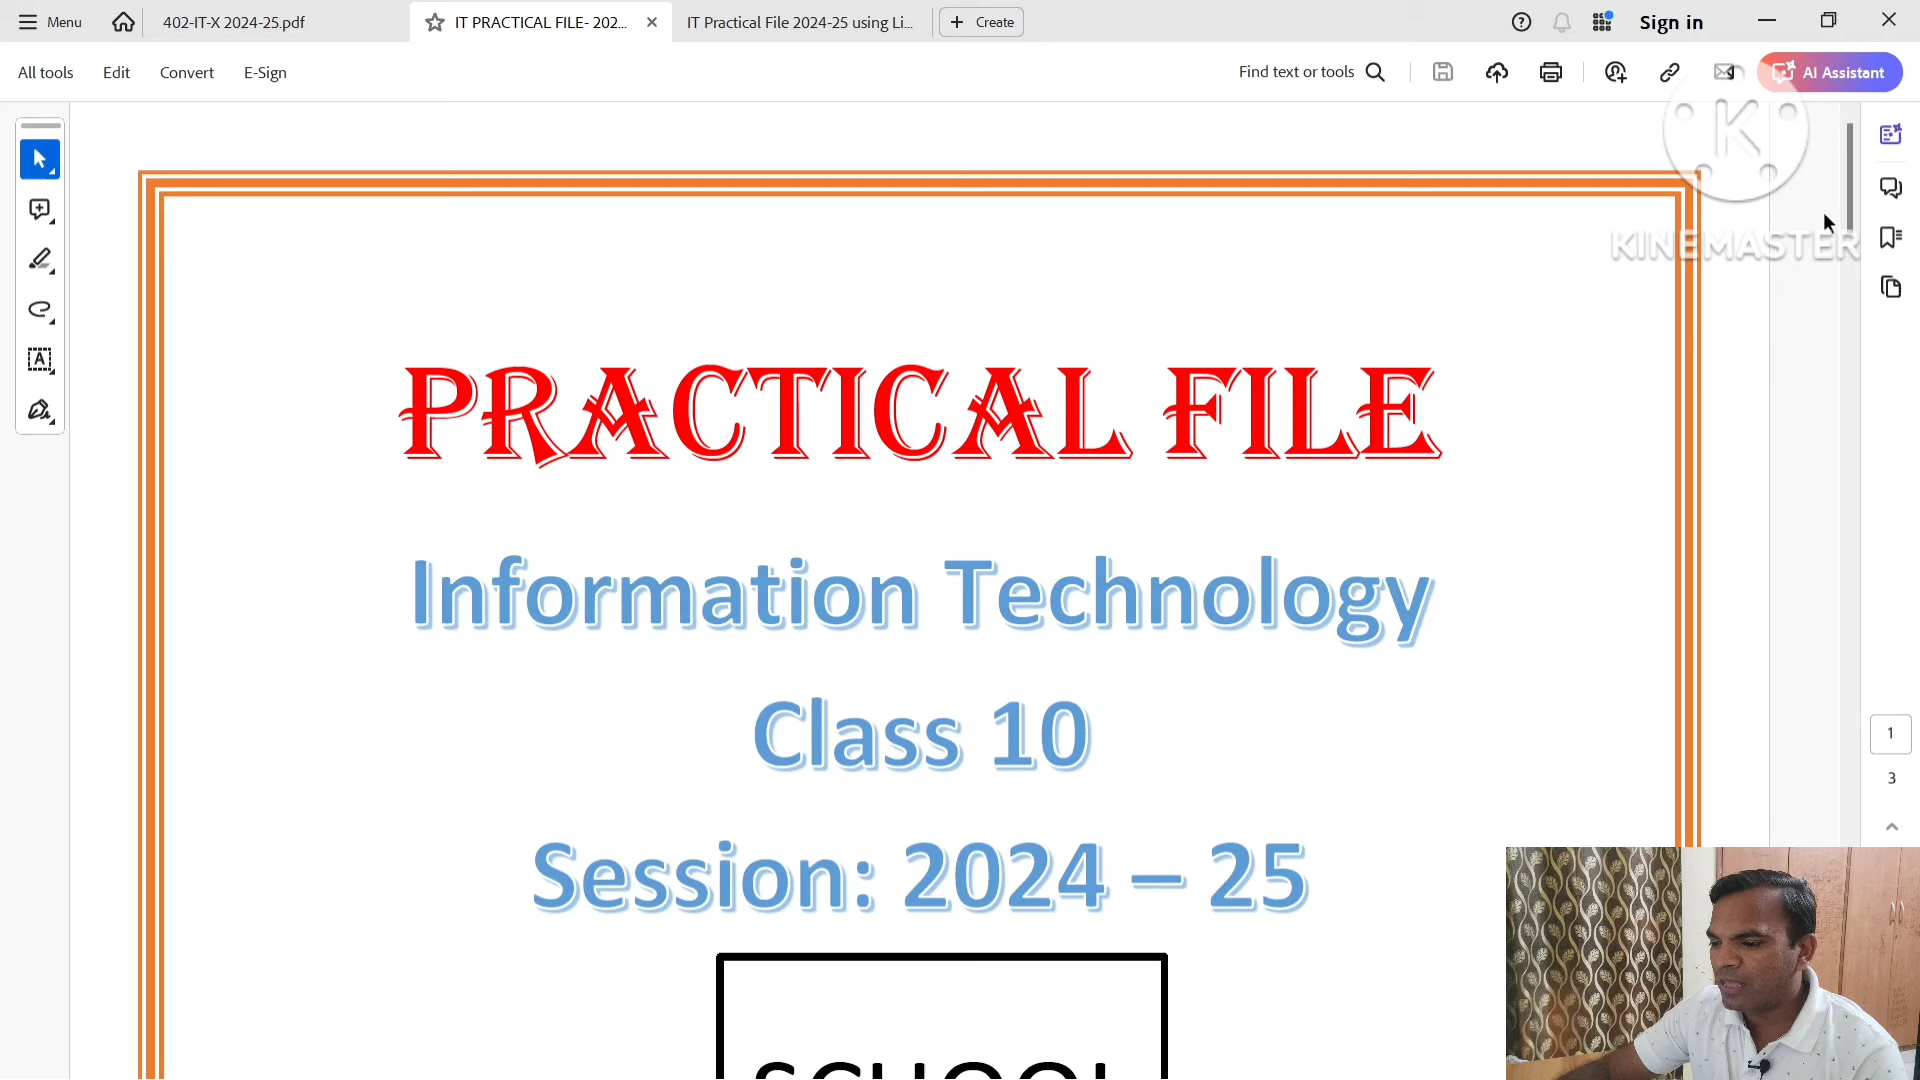 Menu
402-IT-X 2024-25.pdf
IT PRACTICAL FILE- 202...
IT Practical File 2024-25 using Li...
Create
Sign in
All tools
Edit
Convert
E-Sign
Find text or tools
AI Assistant
K
KINEMASTER
PRACTICAL FILE
Information Technology
Class 10
Session: 2024 – 25
SCHOOL
1
3